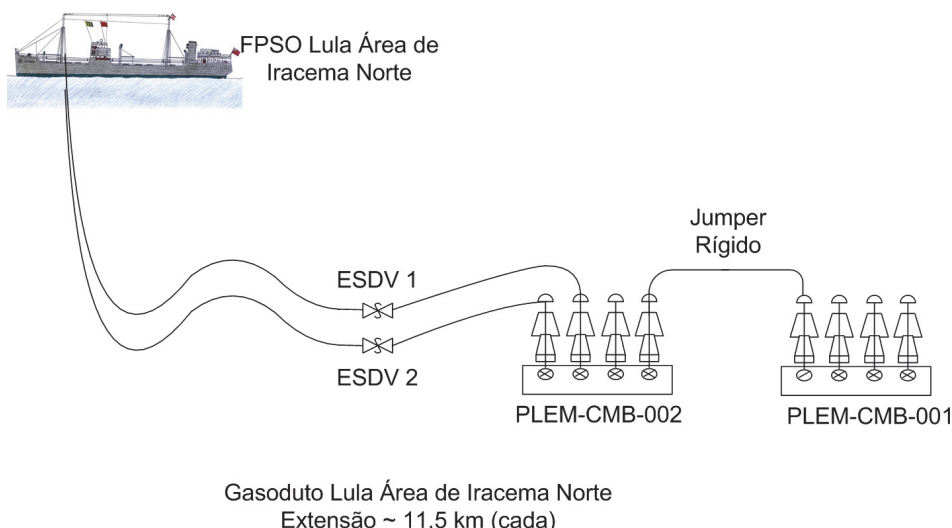 FPSO Lula Área de
Iracema Norte
Jumper
Rígido
ESDV 1
ESDV 2
PLEM-CMB-002
PLEM-CMB-001
Gasoduto Lula Área de Iracema Norte
Extensão ~ 11,5 km (cada)